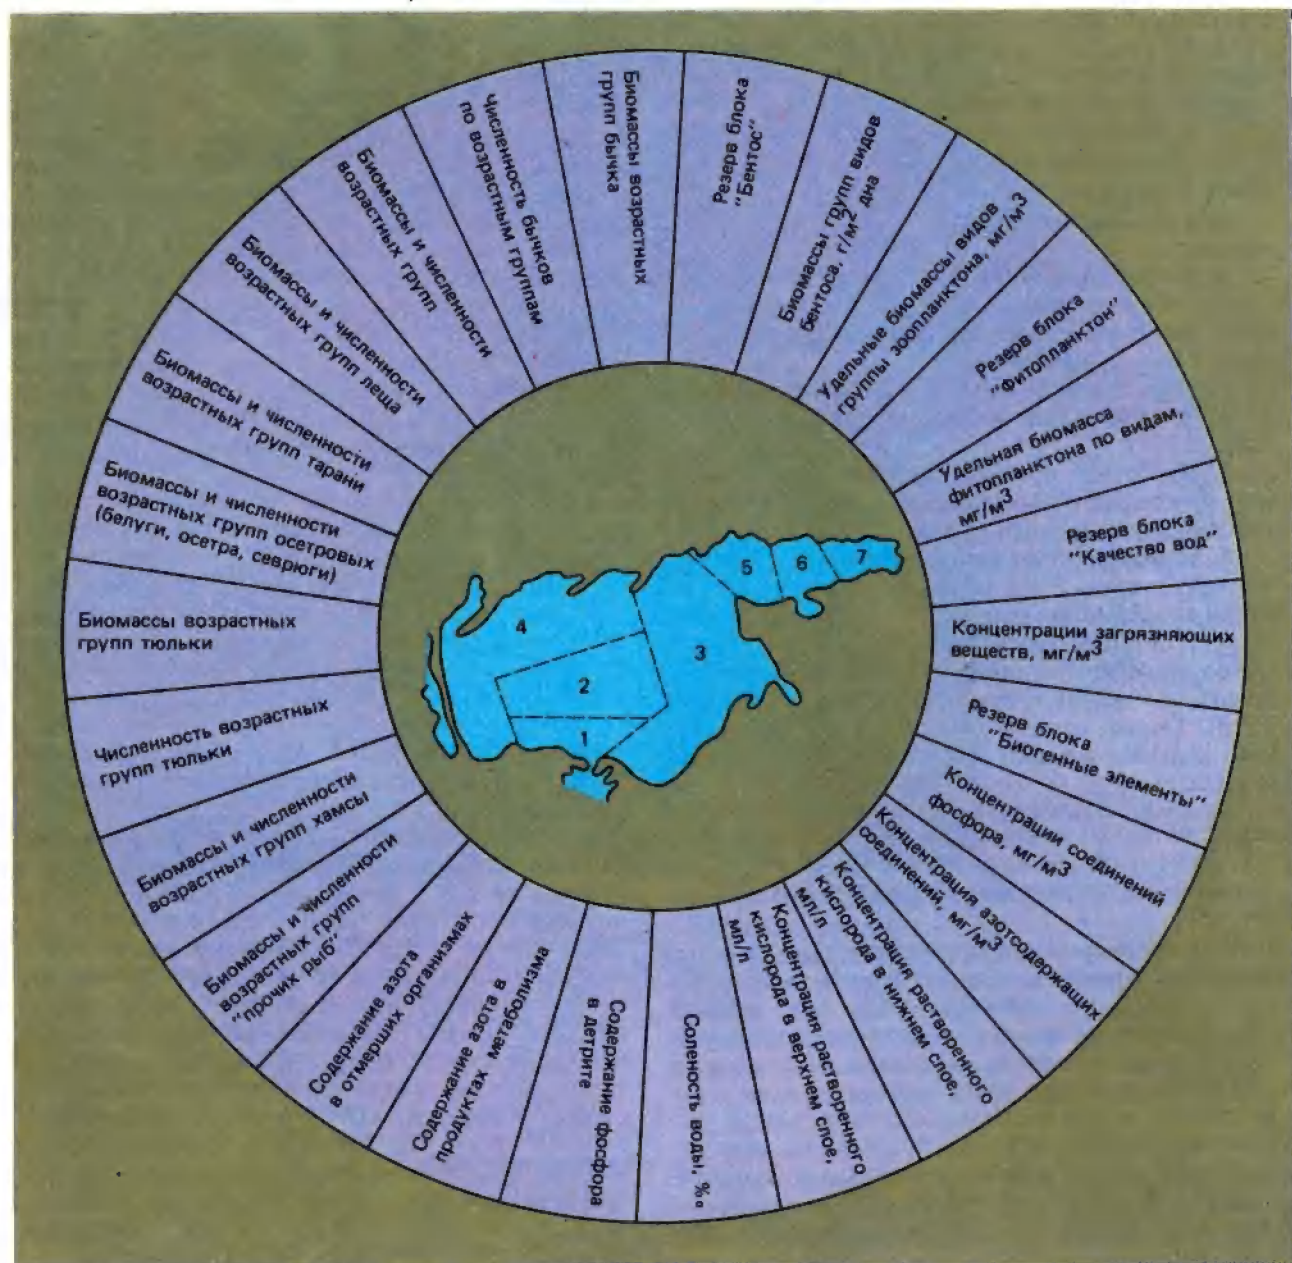 Биомассы возрастных
групп бычка
Резерв блока
"Бентос"
Биомассы групп видов
бентоса, г/м² дна
Удельные биомассы видов
группы зоопланктона, мг/м³
Резерв блока
"Фитопланктон"
Удельная биомасса
фитопланктона по видам,
мг/м³
Резерв блока
"Качество вод"
Концентрации загрязняющих
веществ, мг/м³
Резерв блока
"Биогенные элементы"
Концентрации соединений
фосфора, мг/м³
Концентрация азотсодержащих
соединений, мг/м³
Концентрация растворенного
кислорода в нижнем слое,
мл/л
Концентрация растворенного
кислорода в верхнем слое,
мл/л
Соленость воды, ‰
Содержание фосфора
в детрите
Содержание азота в
продуктах метаболизма
Содержание азота
в отмерших организмах
Биомассы и численности
возрастных групп
"прочих рыб"
Биомассы и численности
возрастных групп хамсы
Численность возрастных
групп тюльки
Биомассы возрастных
групп тюльки
Биомассы и численности
возрастных групп осетровых
(белуги, осетра, севрюги)
Биомассы и численности
возрастных групп тарани
Биомассы и численности
возрастных групп леща
Биомассы и численности
возрастных групп
Численность бычков
по возрастным группам
1
2
3
4
5
6
7